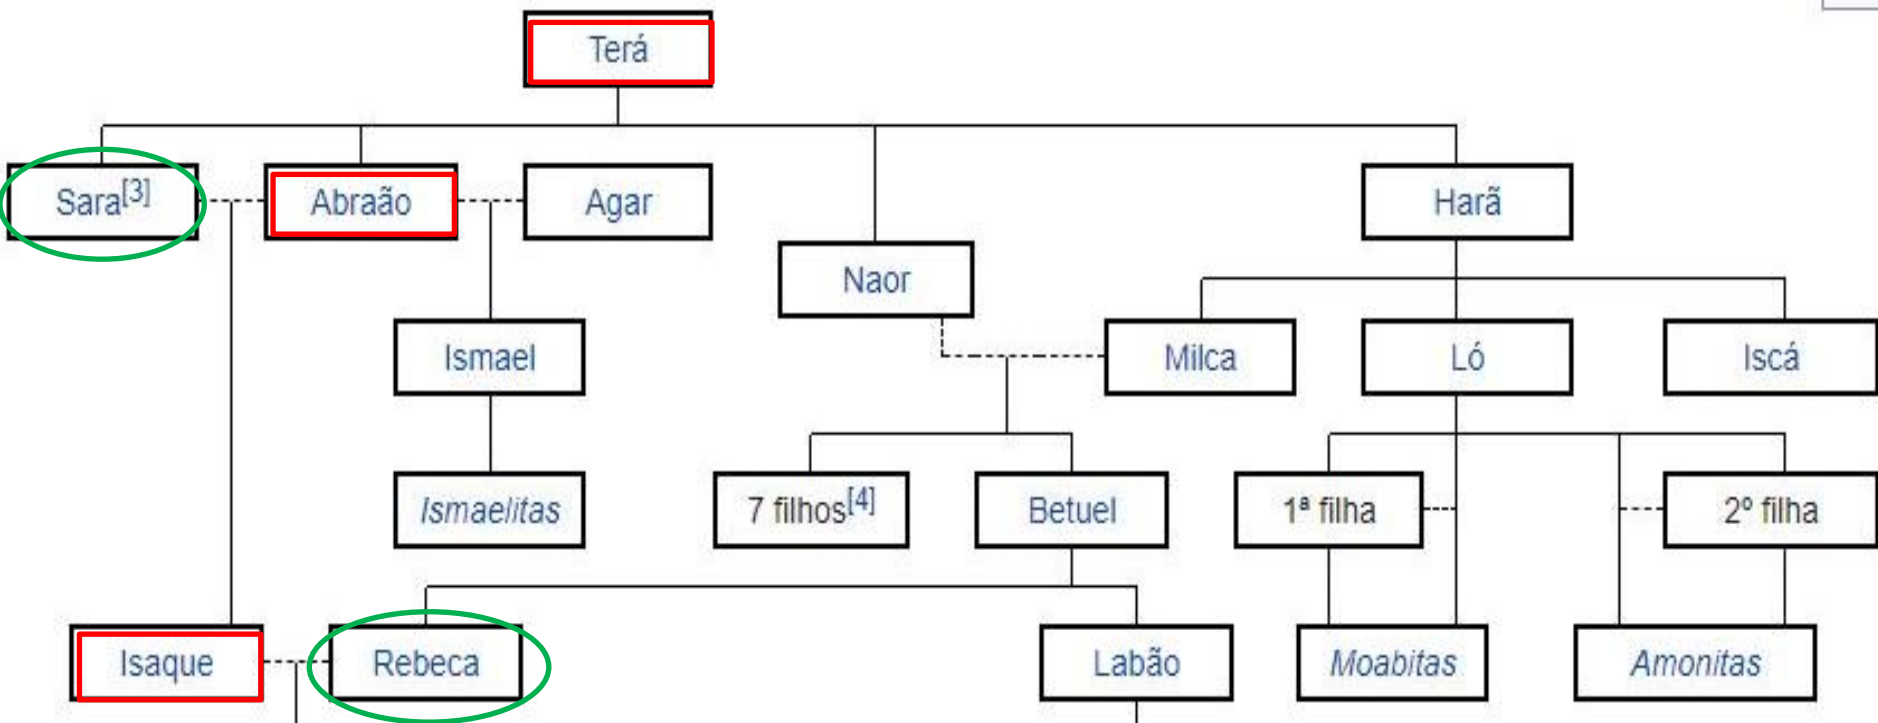 Terá
Sara[3]
Abraão
Agar
Harã
Naor
Ismael
Milca
Ló
Iscá
Ismaelitas
7 filhos[4]
Betuel
1ª filha
2º filha
Isaque
Rebeca
Labão
Moabitas
Amonitas